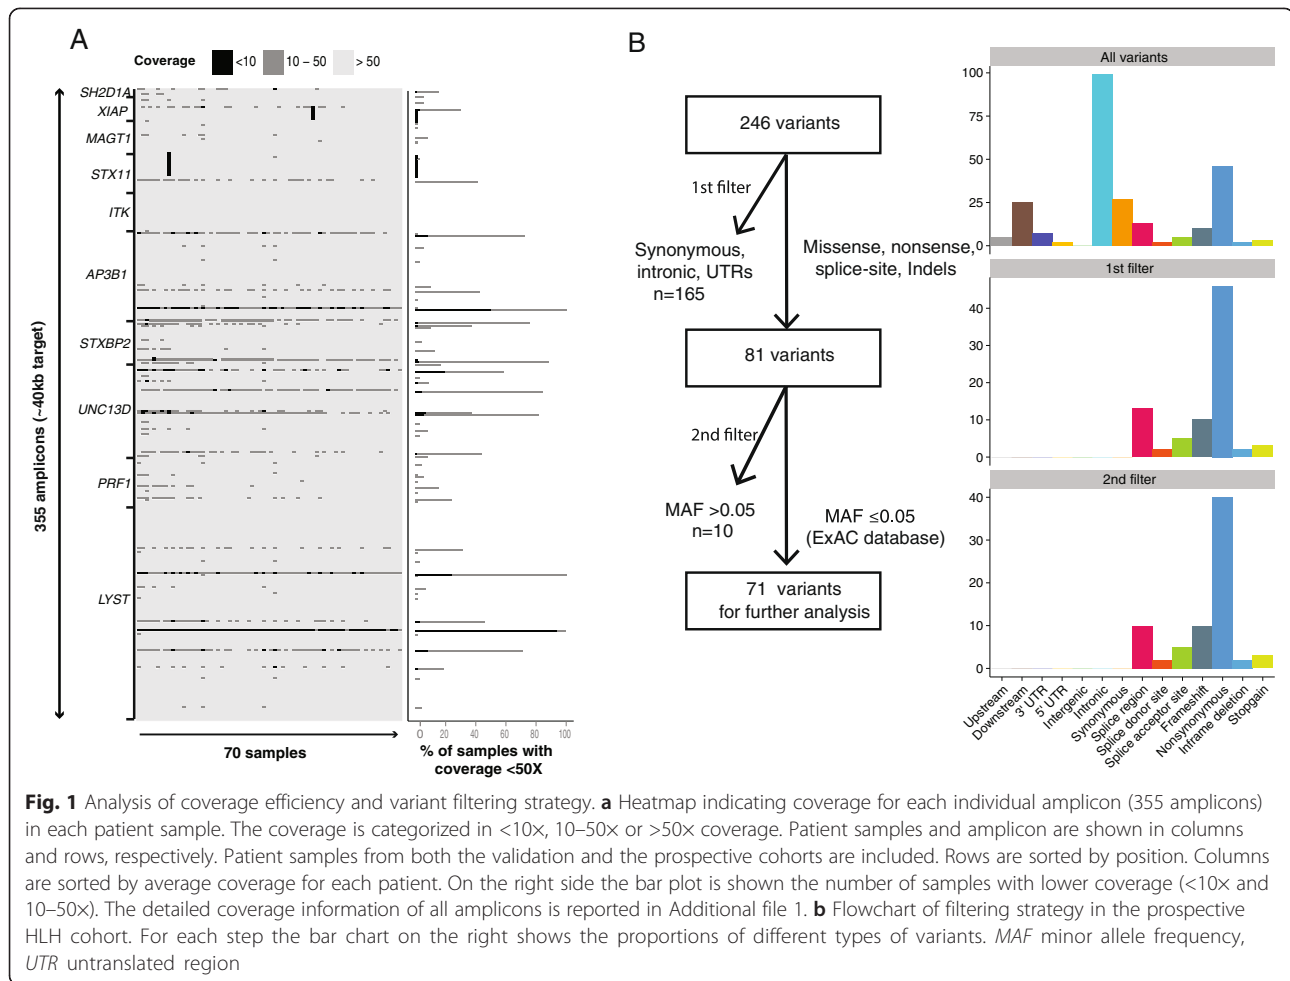 A
Coverage <10 10 – 50 > 50
SH2D1A
XIAP
MAGT1
STX11
ITK
AP3B1
STXBP2
UNC13D
PRF1
LYST
355 amplicons (~40kb target)
70 samples
0 20 40 60 80 100
% of samples with
coverage <50X
B
246 variants
1st filter
Synonymous,
intronic, UTRs
n=165
Missense, nonsense,
splice-site, Indels
81 variants
2nd filter
MAF >0.05
n=10
MAF ≤0.05
(ExAC database)
71 variants
for further analysis
All variants
100
75
50
25
0
1st filter
40
30
20
10
0
2nd filter
40
30
20
10
0
Upstream
Downstream
3' UTR
5' UTR
Intergenic
Intronic
Synonymous
Splice region
Splice donor site
Splice acceptor site
Frameshift
Nonsynonymous
Inframe deletion
Stopgain
Fig. 1 Analysis of coverage efficiency and variant filtering strategy. a Heatmap indicating coverage for each individual amplicon (355 amplicons)
in each patient sample. The coverage is categorized in <10×, 10–50× or >50× coverage. Patient samples and amplicon are shown in columns
and rows, respectively. Patient samples from both the validation and the prospective cohorts are included. Rows are sorted by position. Columns
are sorted by average coverage for each patient. On the right side the bar plot is shown the number of samples with lower coverage (<10× and
10–50×). The detailed coverage information of all amplicons is reported in Additional file 1. b Flowchart of filtering strategy in the prospective
HLH cohort. For each step the bar chart on the right shows the proportions of different types of variants. MAF minor allele frequency,
UTR untranslated region